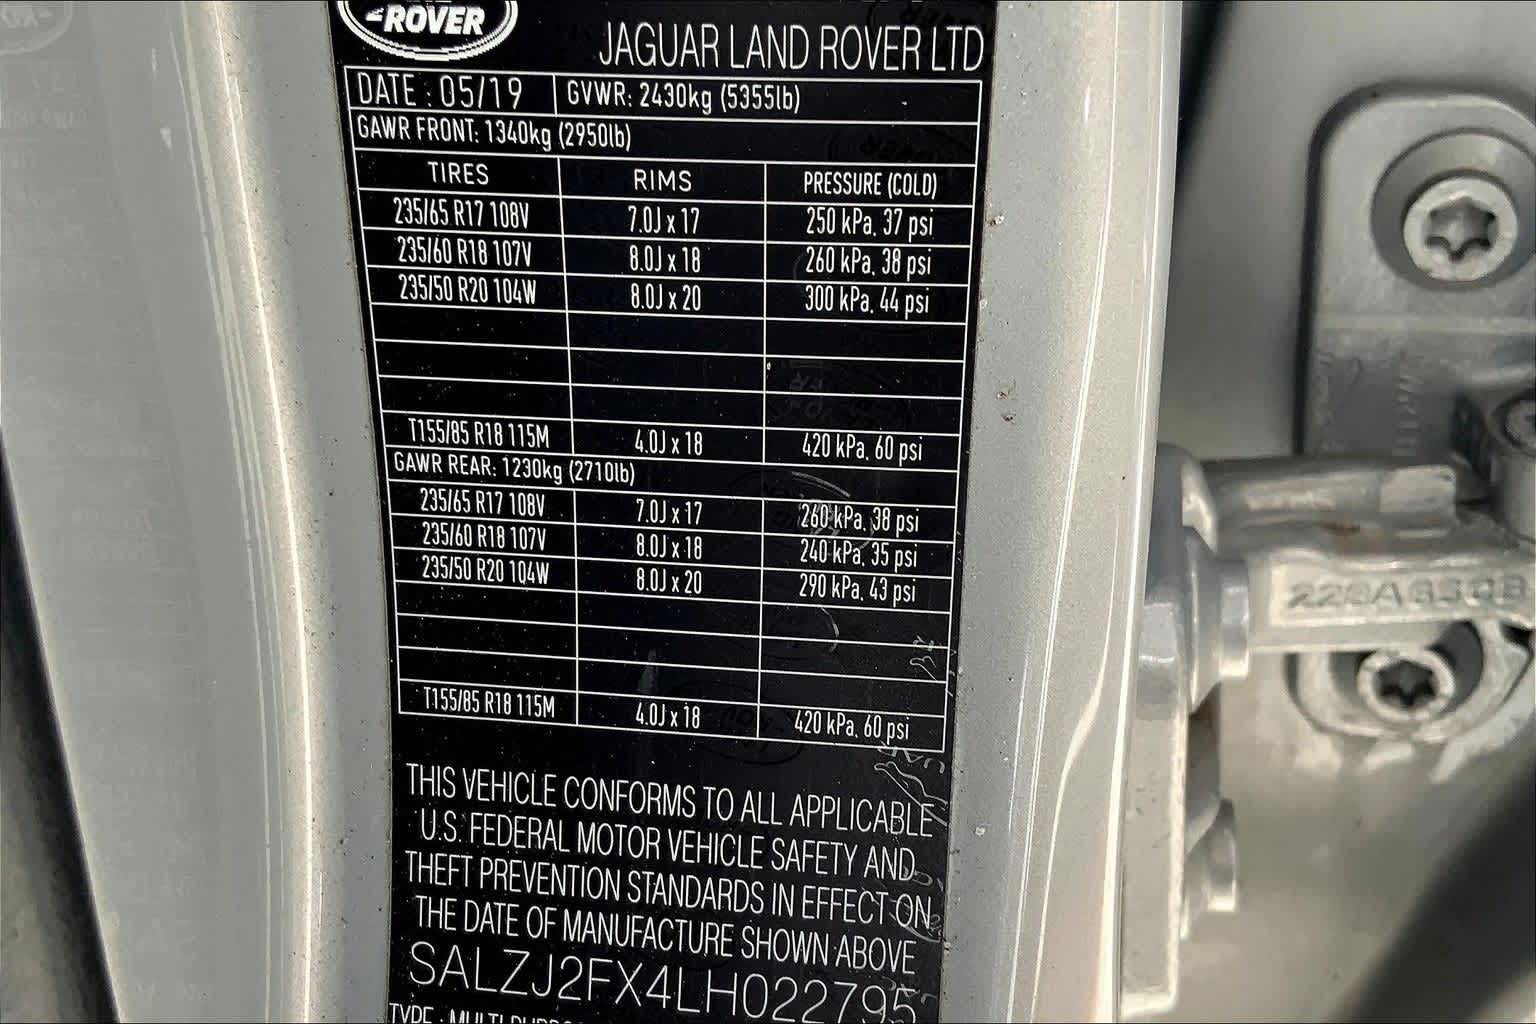 ROVER
JAGUAR LAND ROVER LTD
DATE : 05/19 GVWR: 2430kg (5355lb)
GAWR FRONT: 1340kg (2950lb)
TIRES RIMS PRESSURE (COLD)
235/65 R17 108V 7.0J x 17 250 kPa, 37 psi
235/60 R18 107V 8.0J x 18 260 kPa, 38 psi
235/50 R20 104W 8.0J x 20 300 kPa, 44 psi
T155/85 R18 115M 4.0J x 18 420 kPa, 60 psi
GAWR REAR: 1230kg (2710lb)
235/65 R17 108V 7.0J x 17 260 kPa, 38 psi
235/60 R18 107V 8.0J x 18 240 kPa, 35 psi
235/50 R20 104W 8.0J x 20 290 kPa, 43 psi
T155/85 R18 115M 4.0J x 18 420 kPa, 60 psi
THIS VEHICLE CONFORMS TO ALL APPLICABLE
U.S. FEDERAL MOTOR VEHICLE SAFETY AND
THEFT PREVENTION STANDARDS IN EFFECT ON
THE DATE OF MANUFACTURE SHOWN ABOVE
SALZJ2FX4LH022795
TYPE :